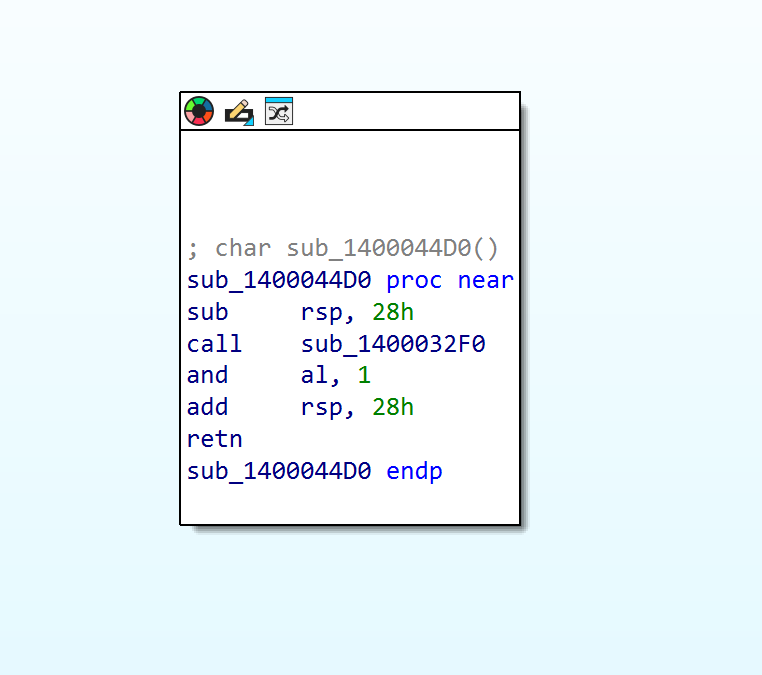 ; char sub_1400044D0()
sub_1400044D0 proc near
sub     rsp, 28h
call    sub_1400032F0
and     al, 1
add     rsp, 28h
retn
sub_1400044D0 endp